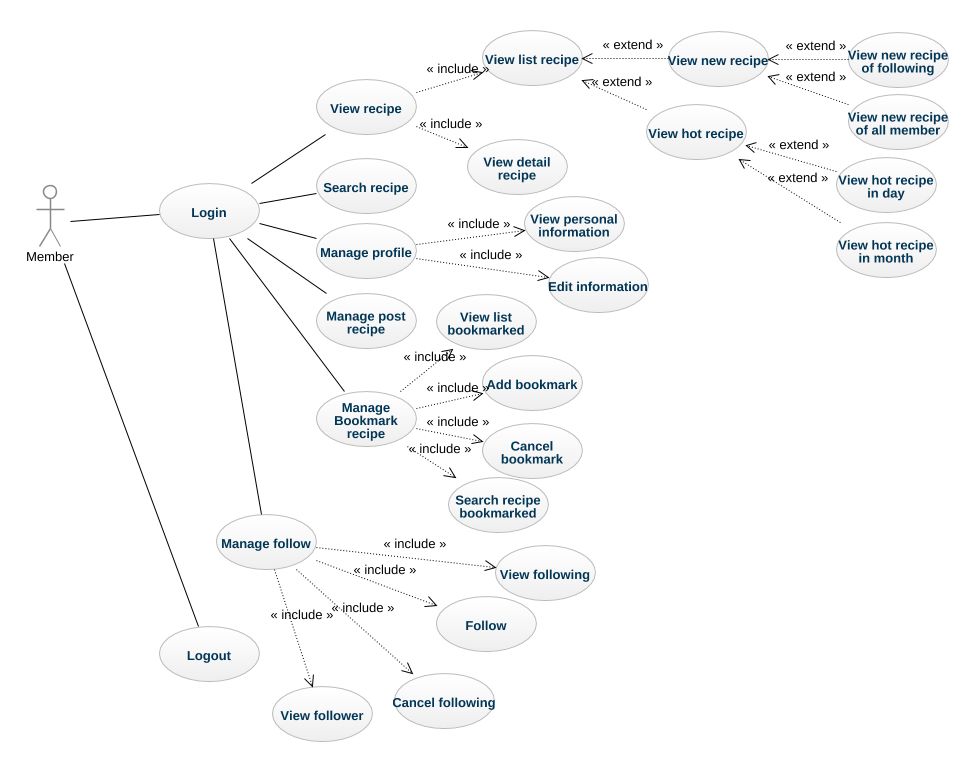 « extend »
« extend »
View list recipe
View new recipe
View new recipe
of following
« include »
« extend »
« extend »
View recipe
View new recipe
of all member
« include »
View hot recipe
« extend »
View detail
recipe
« extend »
View hot recipe
in day
Search recipe
Login
« include »
View personal
information
Member
Manage profile
« include »
View hot recipe
in month
Edit information
Manage post
recipe
View list
bookmarked
« include »
« include »
Add bookmark
Manage
Bookmark
recipe
« include »
Cancel
bookmark
« include »
Search recipe
bookmarked
Manage follow
« include »
« include »
View following
« include »
« include »
Follow
Logout
Cancel following
View follower